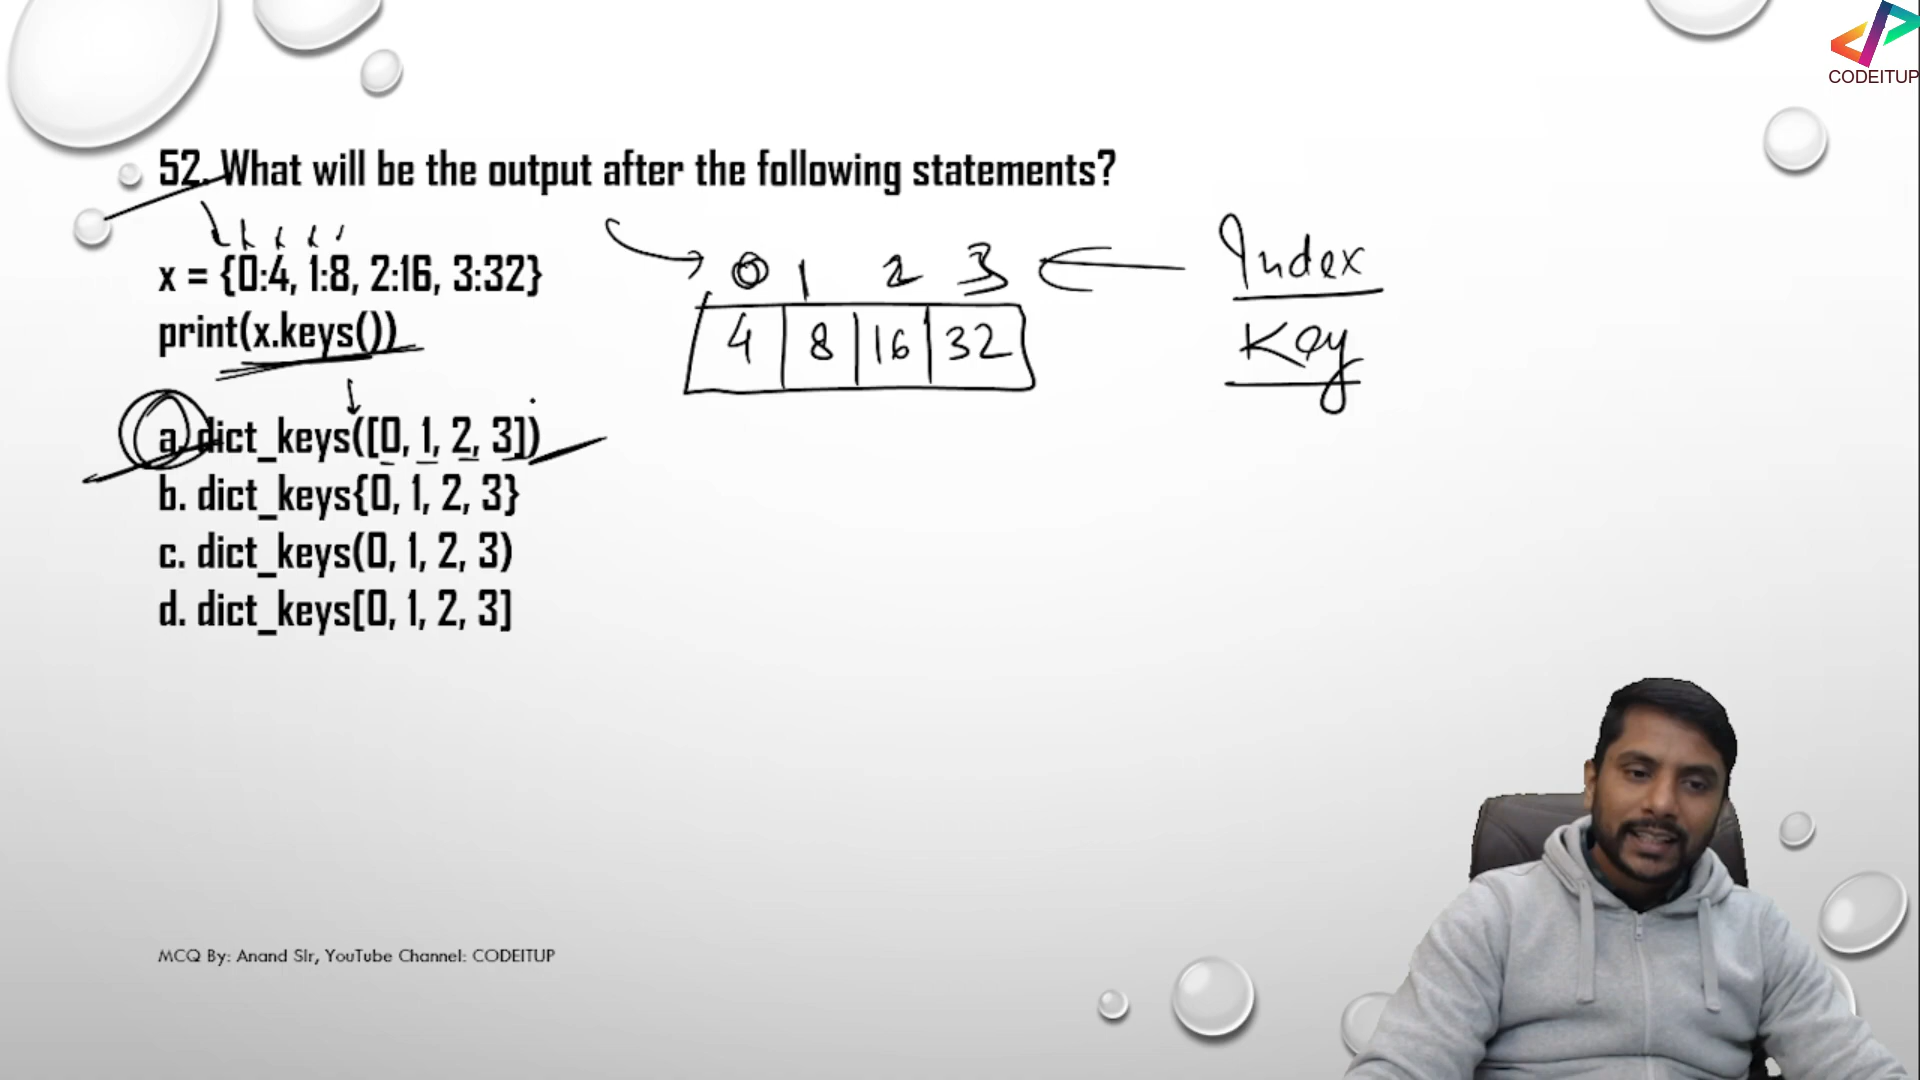 CODEITUP
52. What will be the output after the following statements?
x = {0:4, 1:8, 2:16, 3:32}
print(x.keys())
a. dict_keys([0, 1, 2, 3])
b. dict_keys{0, 1, 2, 3}
c. dict_keys(0, 1, 2, 3)
d. dict_keys[0, 1, 2, 3]
0 1 2 3
4 8 16 32
Index
Key
MCQ By: Anand SIr, YouTube Channel: CODEITUP